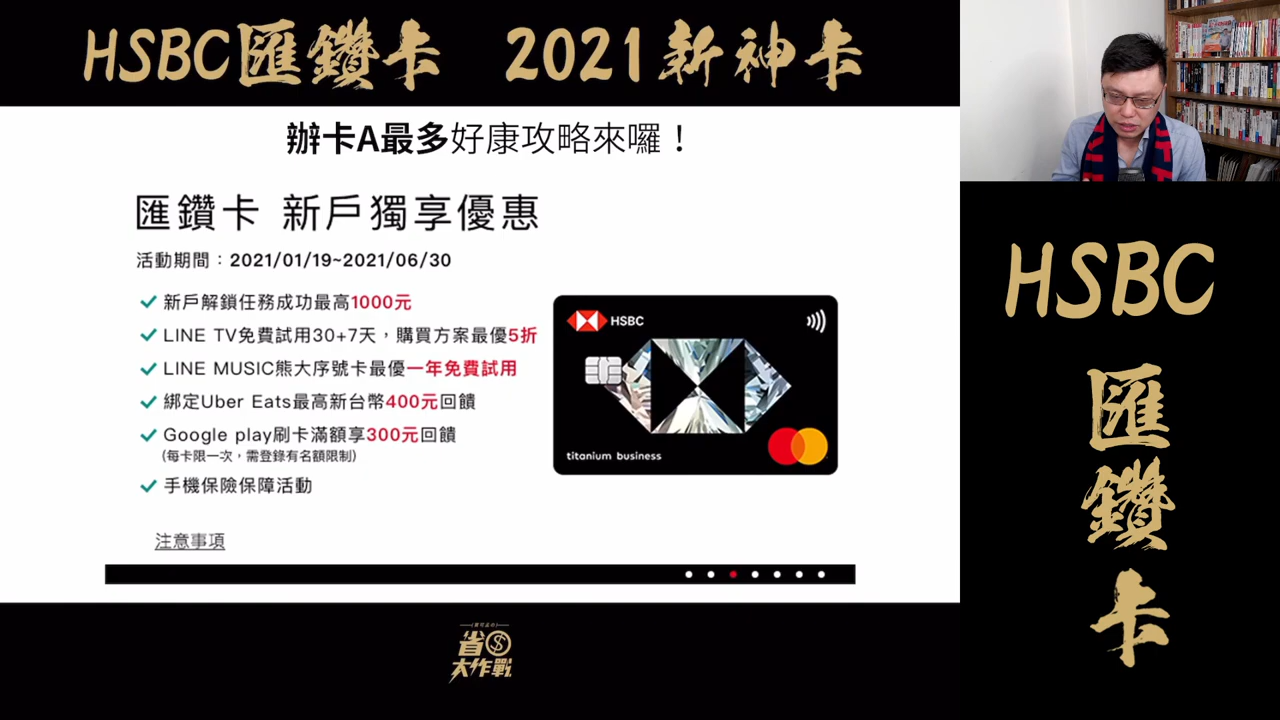 HSBC匯鑽卡 2021新神卡
辦卡A最多好康攻略來囉！
匯鑽卡 新戶獨享優惠
活動期間：2021/01/19~2021/06/30
✓ 新戶解鎖任務成功最高1000元
✓ LINE TV免費試用30+7天，購買方案最優5折
✓ LINE MUSIC熊大序號卡最優一年免費試用
✓ 綁定Uber Eats最高新台幣400元回饋
✓ Google play刷卡滿額享300元回饋
(每卡限一次，需登錄有名額限制)
✓ 手機保險保障活動
注意事項
HSBC
titanium business
省$
大作戰
HSBC
匯鑽卡